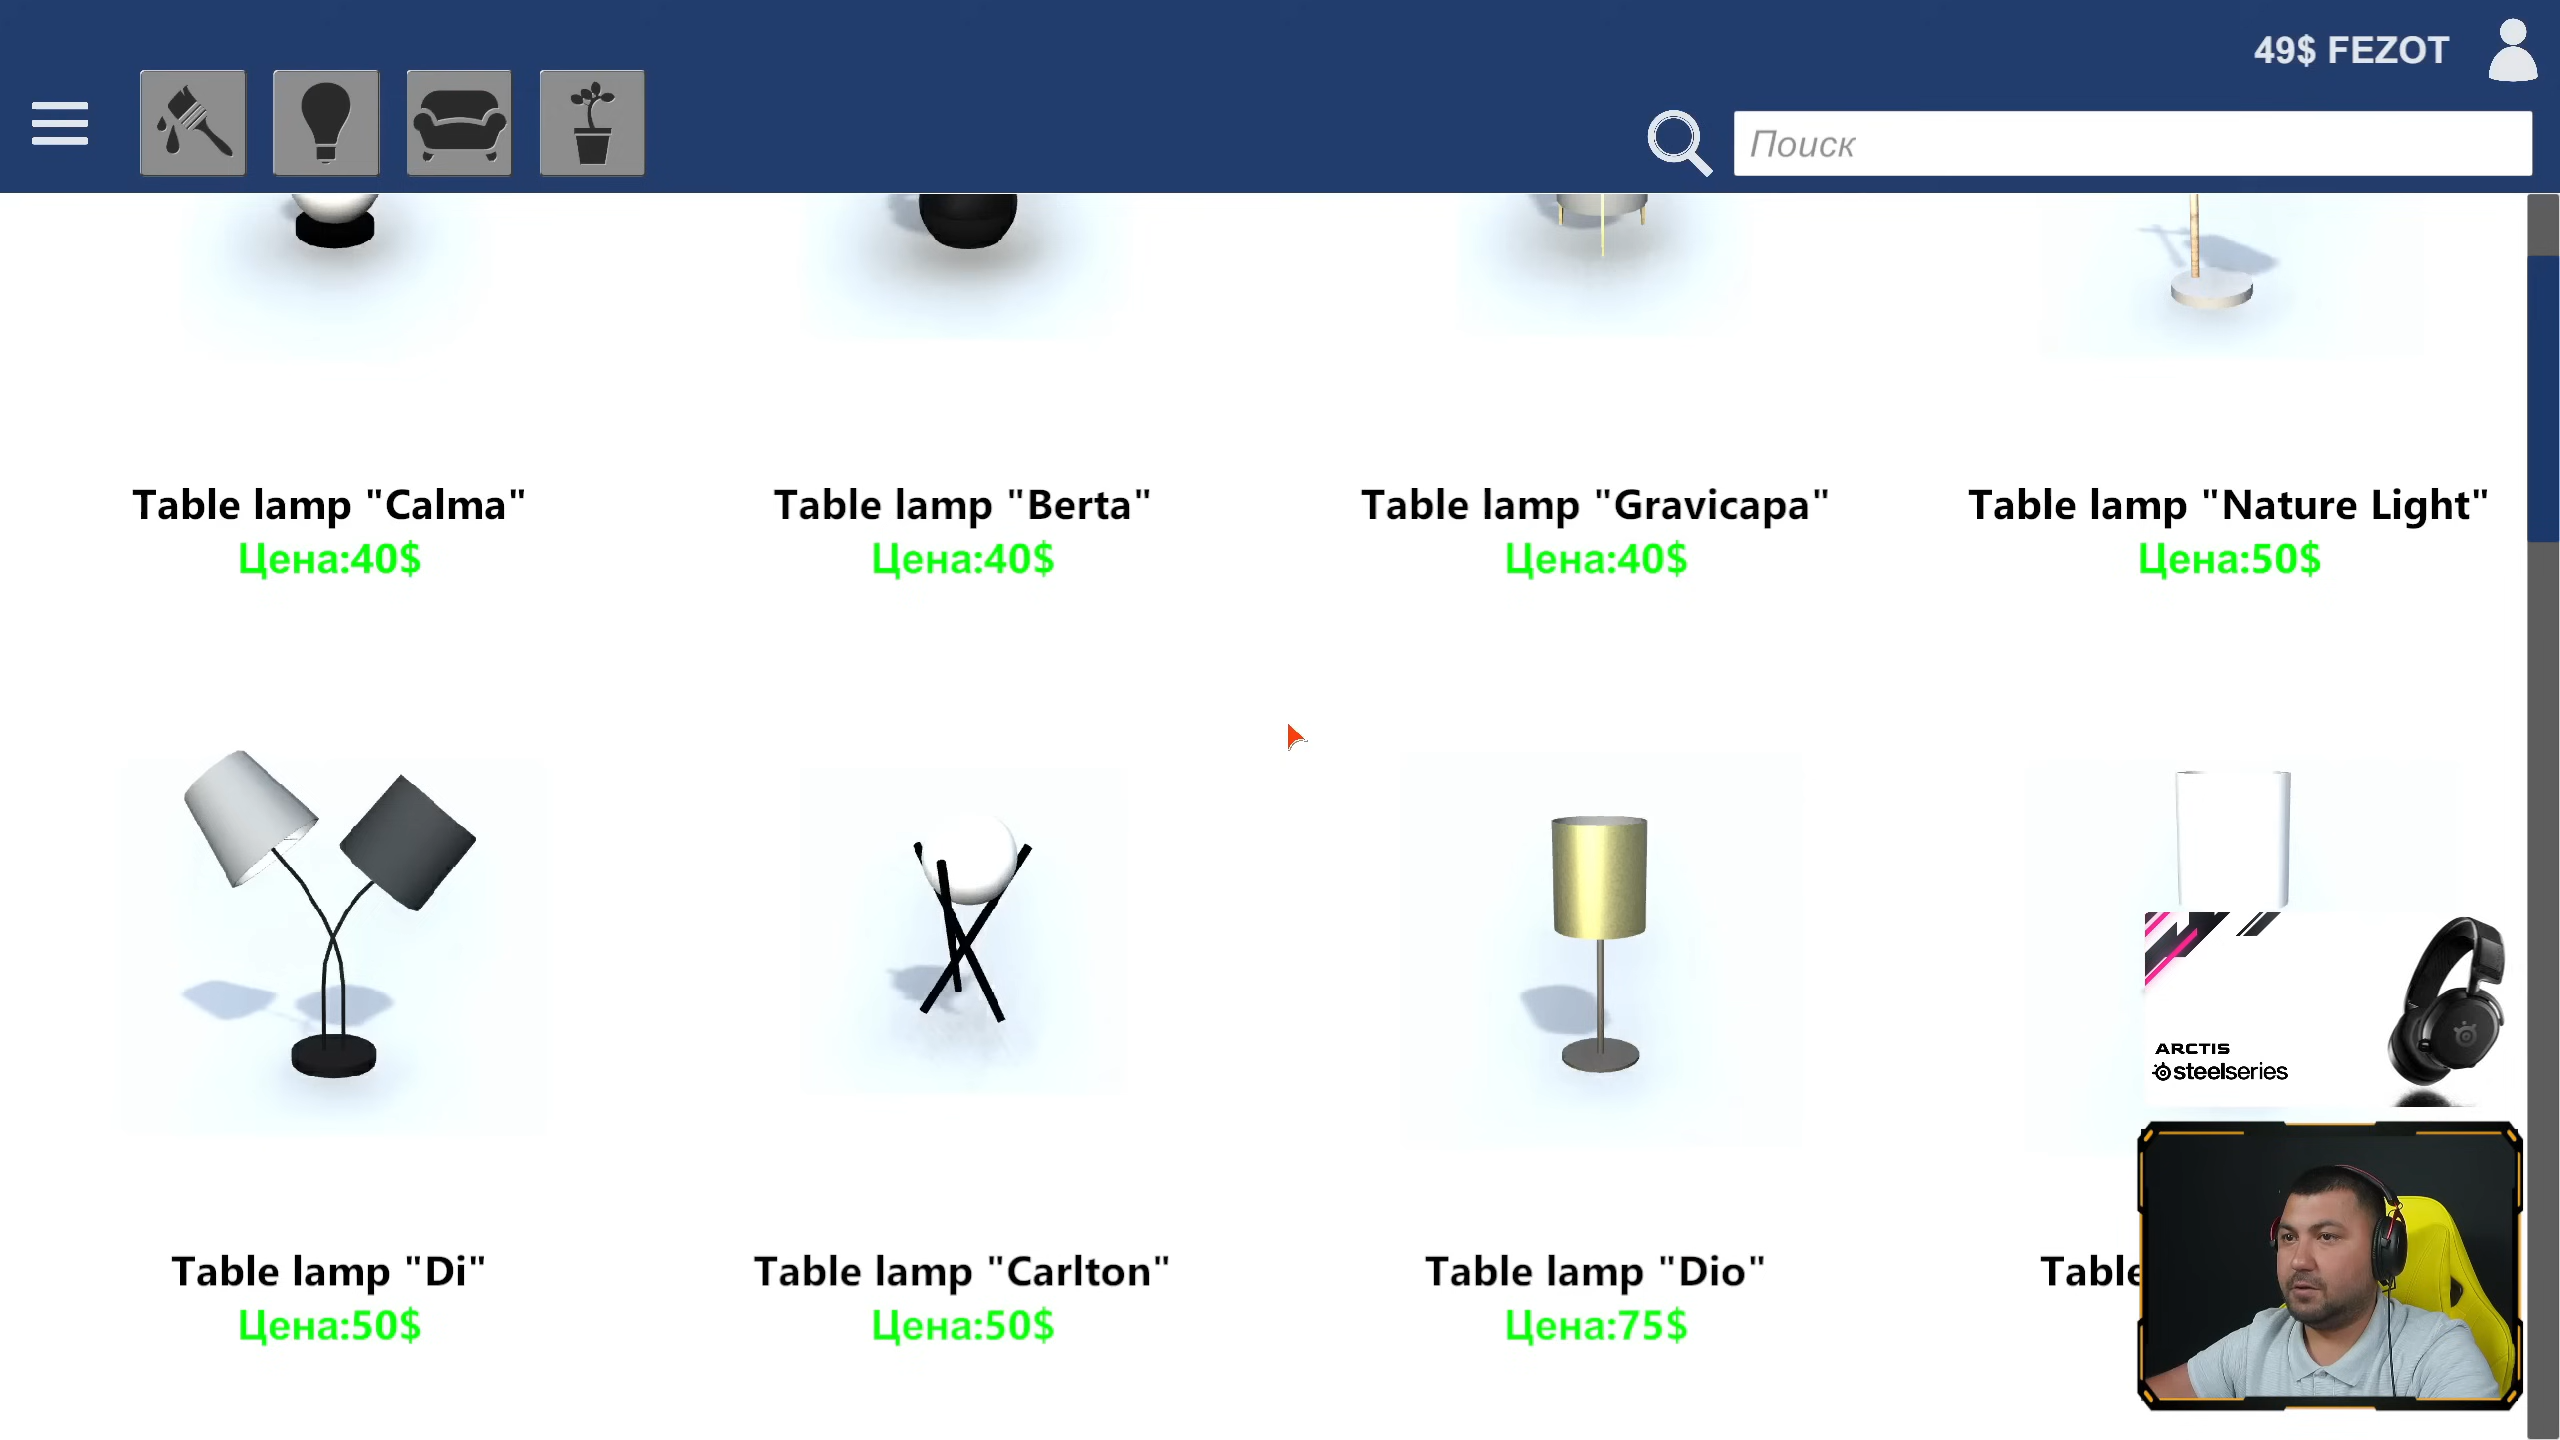 49$ FEZOT
Поиск
Table lamp "Calma"
Цена:40$
Table lamp "Berta"
Цена:40$
Table lamp "Gravicapa"
Цена:40$
Table lamp "Nature Light"
Цена:50$
ARCTIS
steelseries
Table lamp "Di"
Цена:50$
Table lamp "Carlton"
Цена:50$
Table lamp "Dio"
Цена:75$
Table